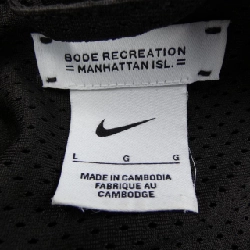 BODE RECREATION
MANHATTAN ISL.
L G G
MADE IN CAMBODIA
FABRIQUE AU
CAMBODGE